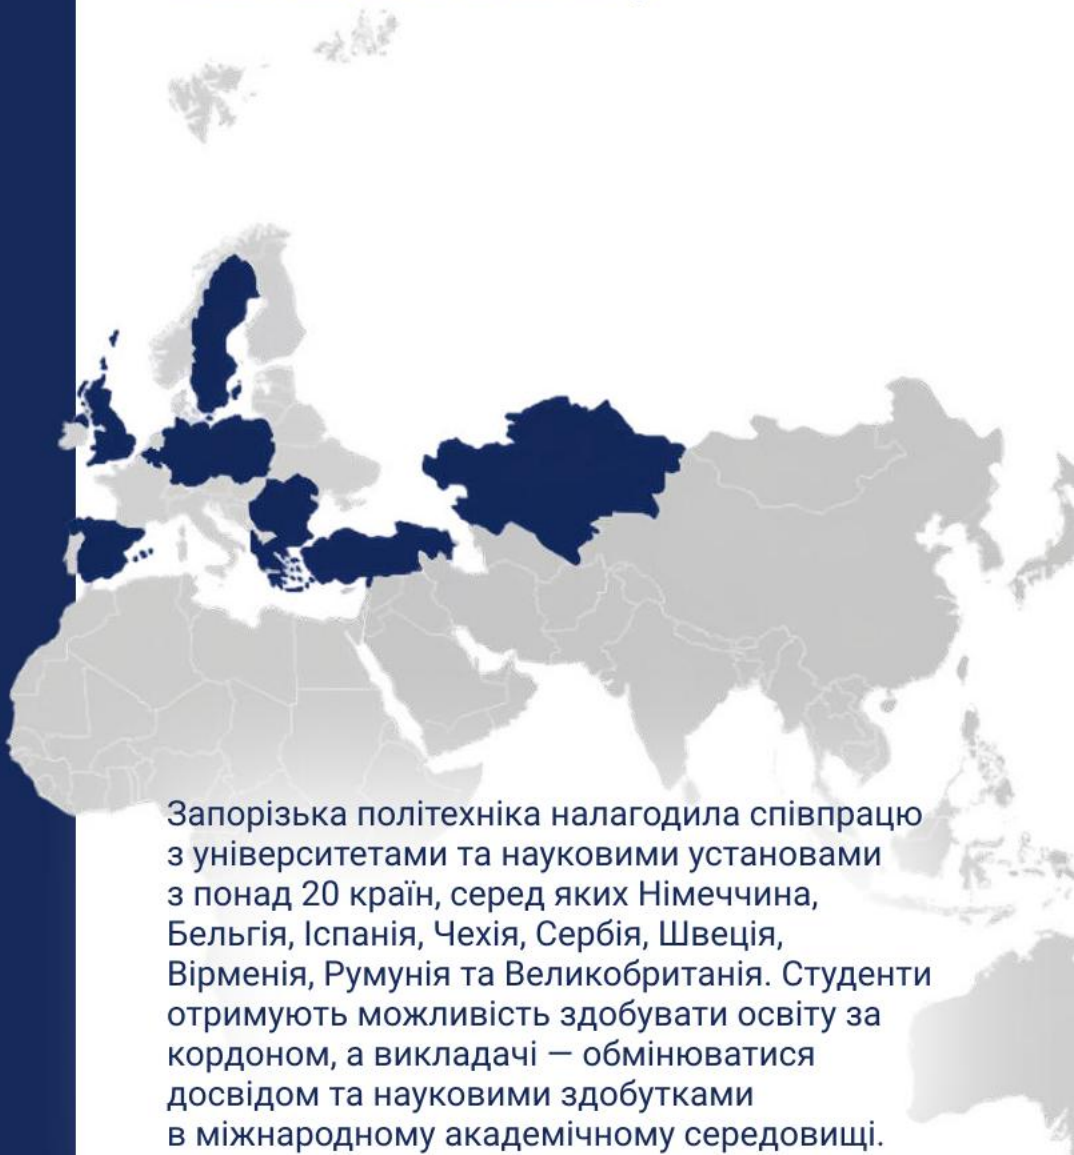 Запорізька політехніка налагодила співпрацю
з університетами та науковими установами
з понад 20 країн, серед яких Німеччина,
Бельгія, Іспанія, Чехія, Сербія, Швеція,
Вірменія, Румунія та Великобританія. Студенти
отримують можливість здобувати освіту за
кордоном, а викладачі — обмінюватися
досвідом та науковими здобутками
в міжнародному академічному середовищі.